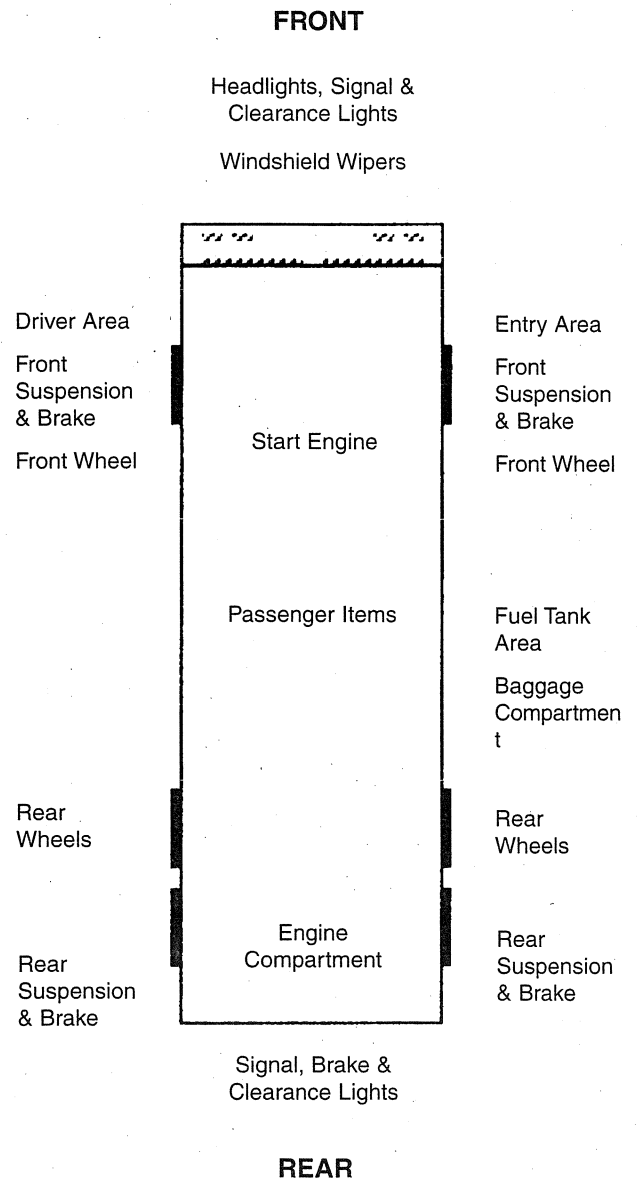 FRONT
Headlights, Signal &
Clearance Lights
Windshield Wipers
Driver Area
Front
Suspension
& Brake
Front Wheel
Entry Area
Front
Suspension
& Brake
Front Wheel
Start Engine
Passenger Items
Fuel Tank
Area
Baggage
Compartmen
t
Rear
Wheels
Rear
Wheels
Engine
Compartment
Rear
Suspension
& Brake
Rear
Suspension
& Brake
Signal, Brake &
Clearance Lights
REAR